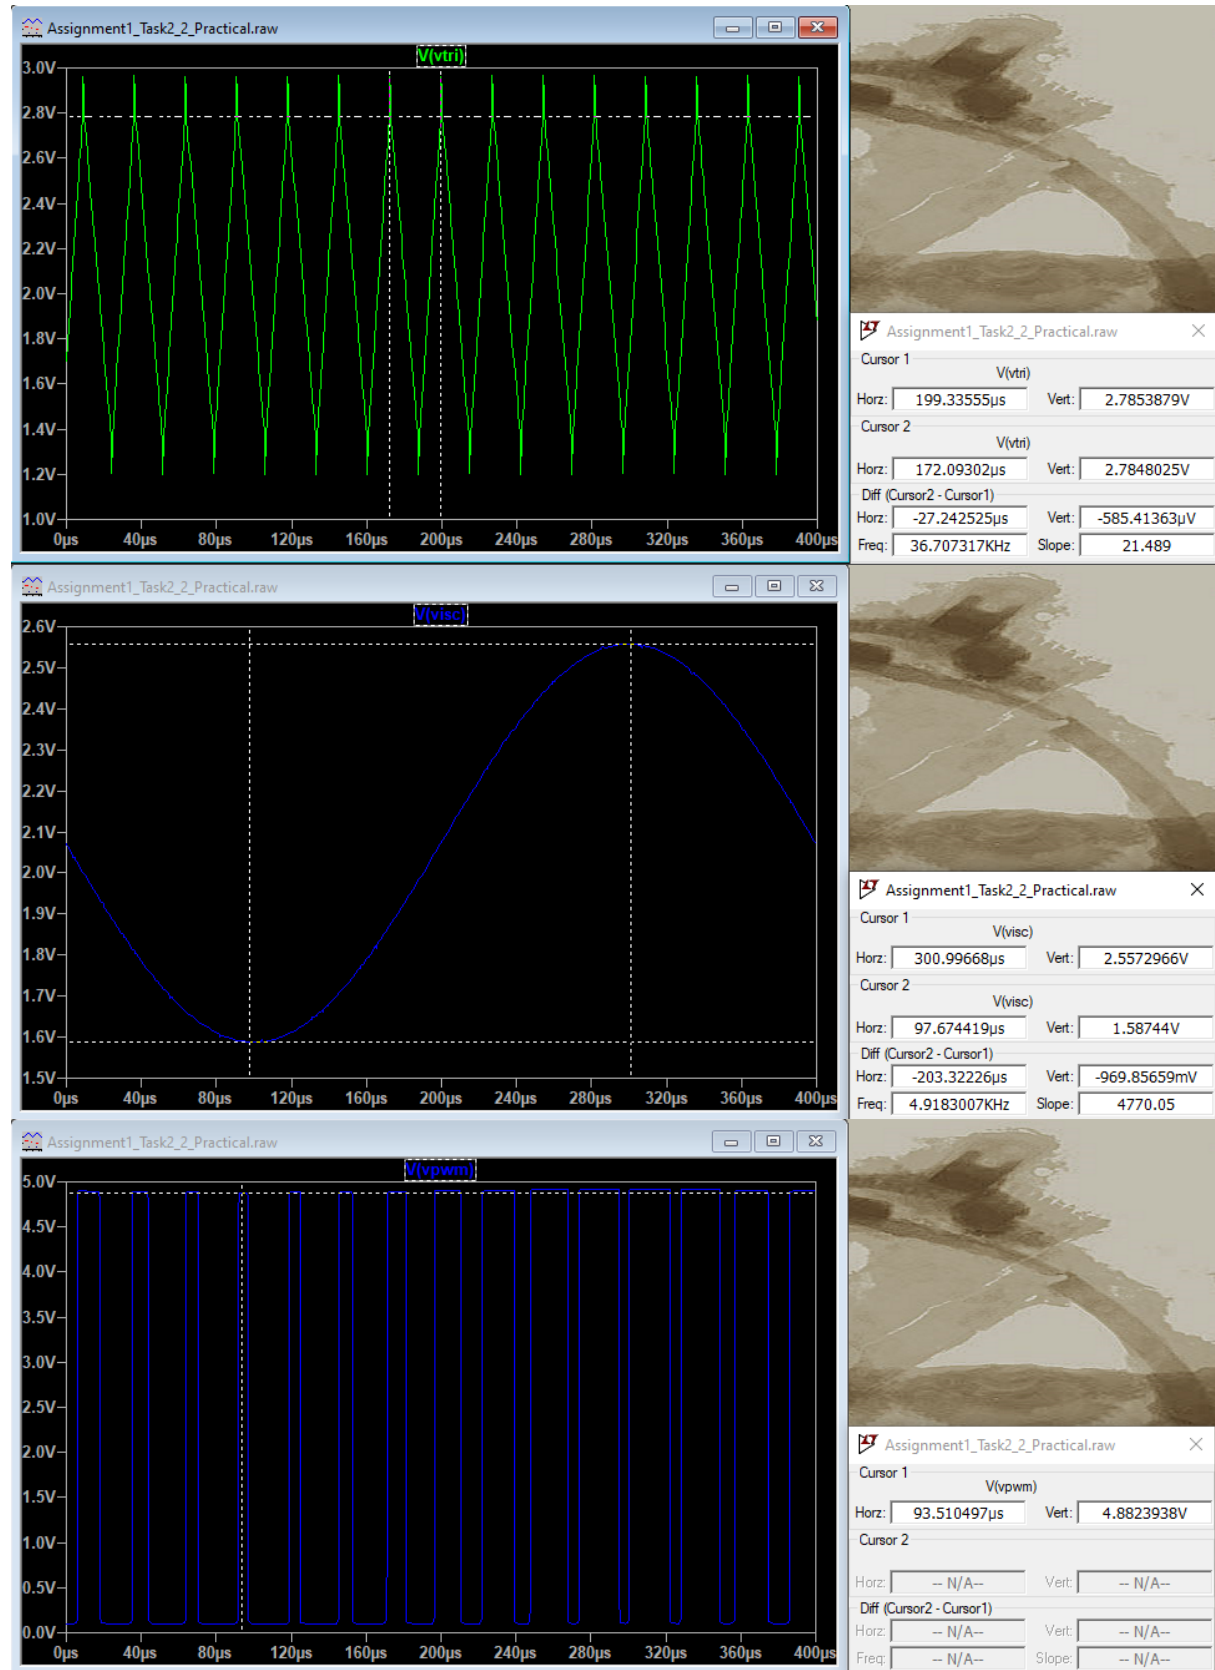 Assignment1_Task2_2_Practical.raw
V(vtri)
3.0V
2.8V
2.6V
2.4V
2.2V
2.0V
1.8V
1.6V
1.4V
1.2V
1.0V
0µs 40µs 80µs 120µs 160µs 200µs 240µs 280µs 320µs 360µs 400µs
Assignment1_Task2_2_Practical.raw
Cursor 1
V(vtri)
Horz: 199.33555µs Vert: 2.7853879V
Cursor 2
V(vtri)
Horz: 172.09302µs Vert: 2.7848025V
Diff (Cursor2 - Cursor1)
Horz: -27.242525µs Vert: -585.41363µV
Freq: 36.707317KHz Slope: 21.489
Assignment1_Task2_2_Practical.raw
V(visc)
2.6V
2.5V
2.4V
2.3V
2.2V
2.1V
2.0V
1.9V
1.8V
1.7V
1.6V
1.5V
0µs 40µs 80µs 120µs 160µs 200µs 240µs 280µs 320µs 360µs 400µs
Assignment1_Task2_2_Practical.raw
Cursor 1
V(visc)
Horz: 300.99668µs Vert: 2.5572966V
Cursor 2
V(visc)
Horz: 97.674419µs Vert: 1.58744V
Diff (Cursor2 - Cursor1)
Horz: -203.32226µs Vert: -969.85659mV
Freq: 4.9183007KHz Slope: 4770.05
Assignment1_Task2_2_Practical.raw
V(vpwm)
5.0V
4.5V
4.0V
3.5V
3.0V
2.5V
2.0V
1.5V
1.0V
0.5V
0.0V
0µs 40µs 80µs 120µs 160µs 200µs 240µs 280µs 320µs 360µs 400µs
Assignment1_Task2_2_Practical.raw
Cursor 1
V(vpwm)
Horz: 93.510497µs Vert: 4.8823938V
Cursor 2
Horz: -- N/A-- Vert: -- N/A--
Diff (Cursor2 - Cursor1)
Horz: -- N/A-- Vert: -- N/A--
Freq: -- N/A-- Slope: -- N/A--